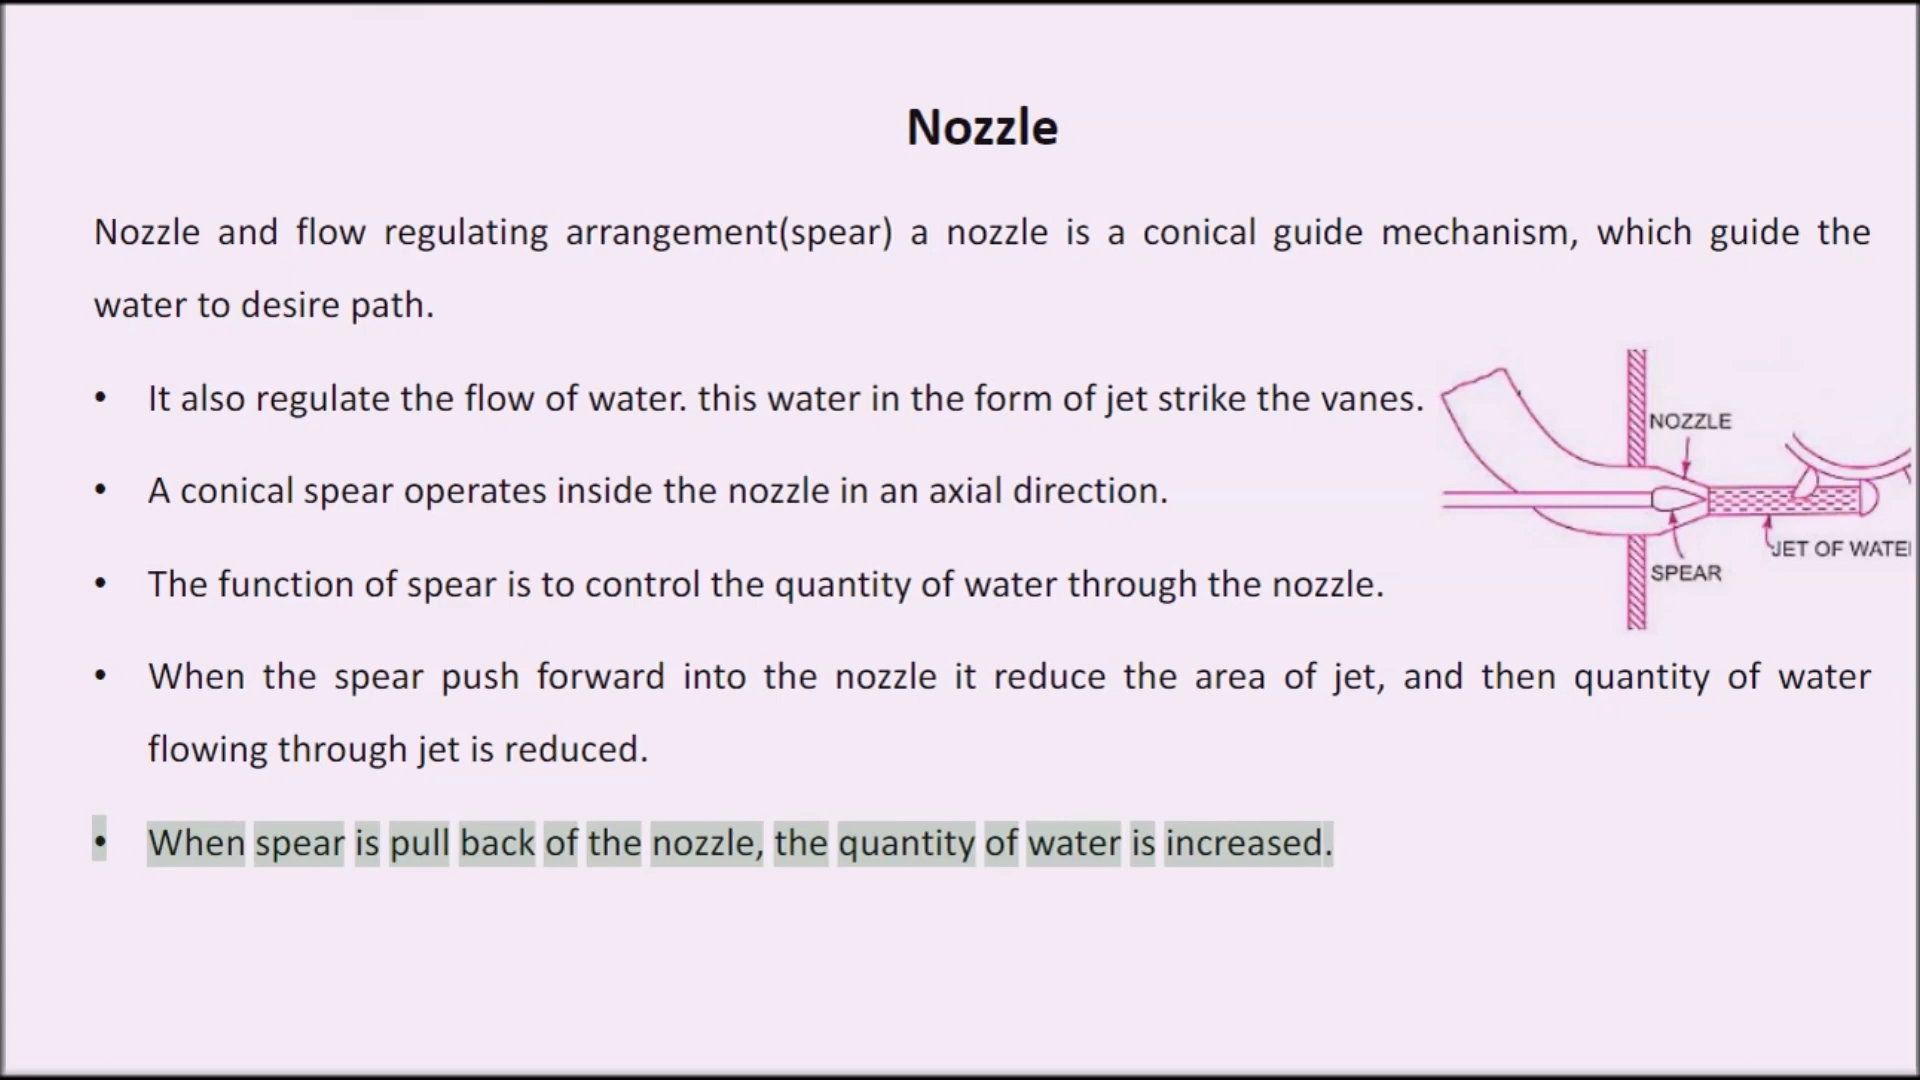 Nozzle
Nozzle and flow regulating arrangement(spear) a nozzle is a conical guide mechanism, which guide the
water to desire path.
• It also regulate the flow of water. this water in the form of jet strike the vanes.
• A conical spear operates inside the nozzle in an axial direction.
• The function of spear is to control the quantity of water through the nozzle.
• When the spear push forward into the nozzle it reduce the area of jet, and then quantity of water
flowing through jet is reduced.
• When spear is pull back of the nozzle, the quantity of water is increased.
NOZZLE
JET OF WATE
SPEAR